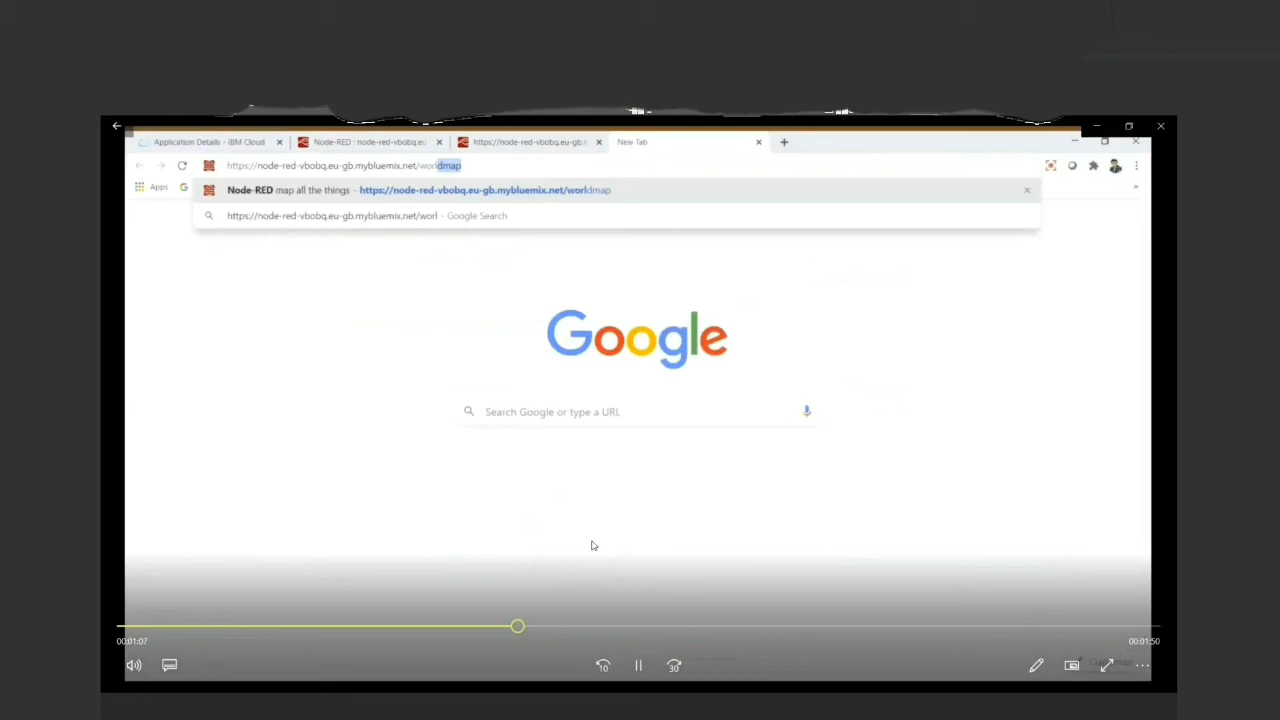 Application Details - IBM Cloud
Node-RED : node-red-vbobq.eu
https://node-red-vbobq.eu-gb.m
New Tab
https://node-red-vbobq.eu-gb.mybluemix.net/worldmap
Apps
Node-RED map all the things - https://node-red-vbobq.eu-gb.mybluemix.net/worldmap
https://node-red-vbobq.eu-gb.mybluemix.net/worl - Google Search
Google
Search Google or type a URL
00:01:07
00:01:50
10
30
Customize